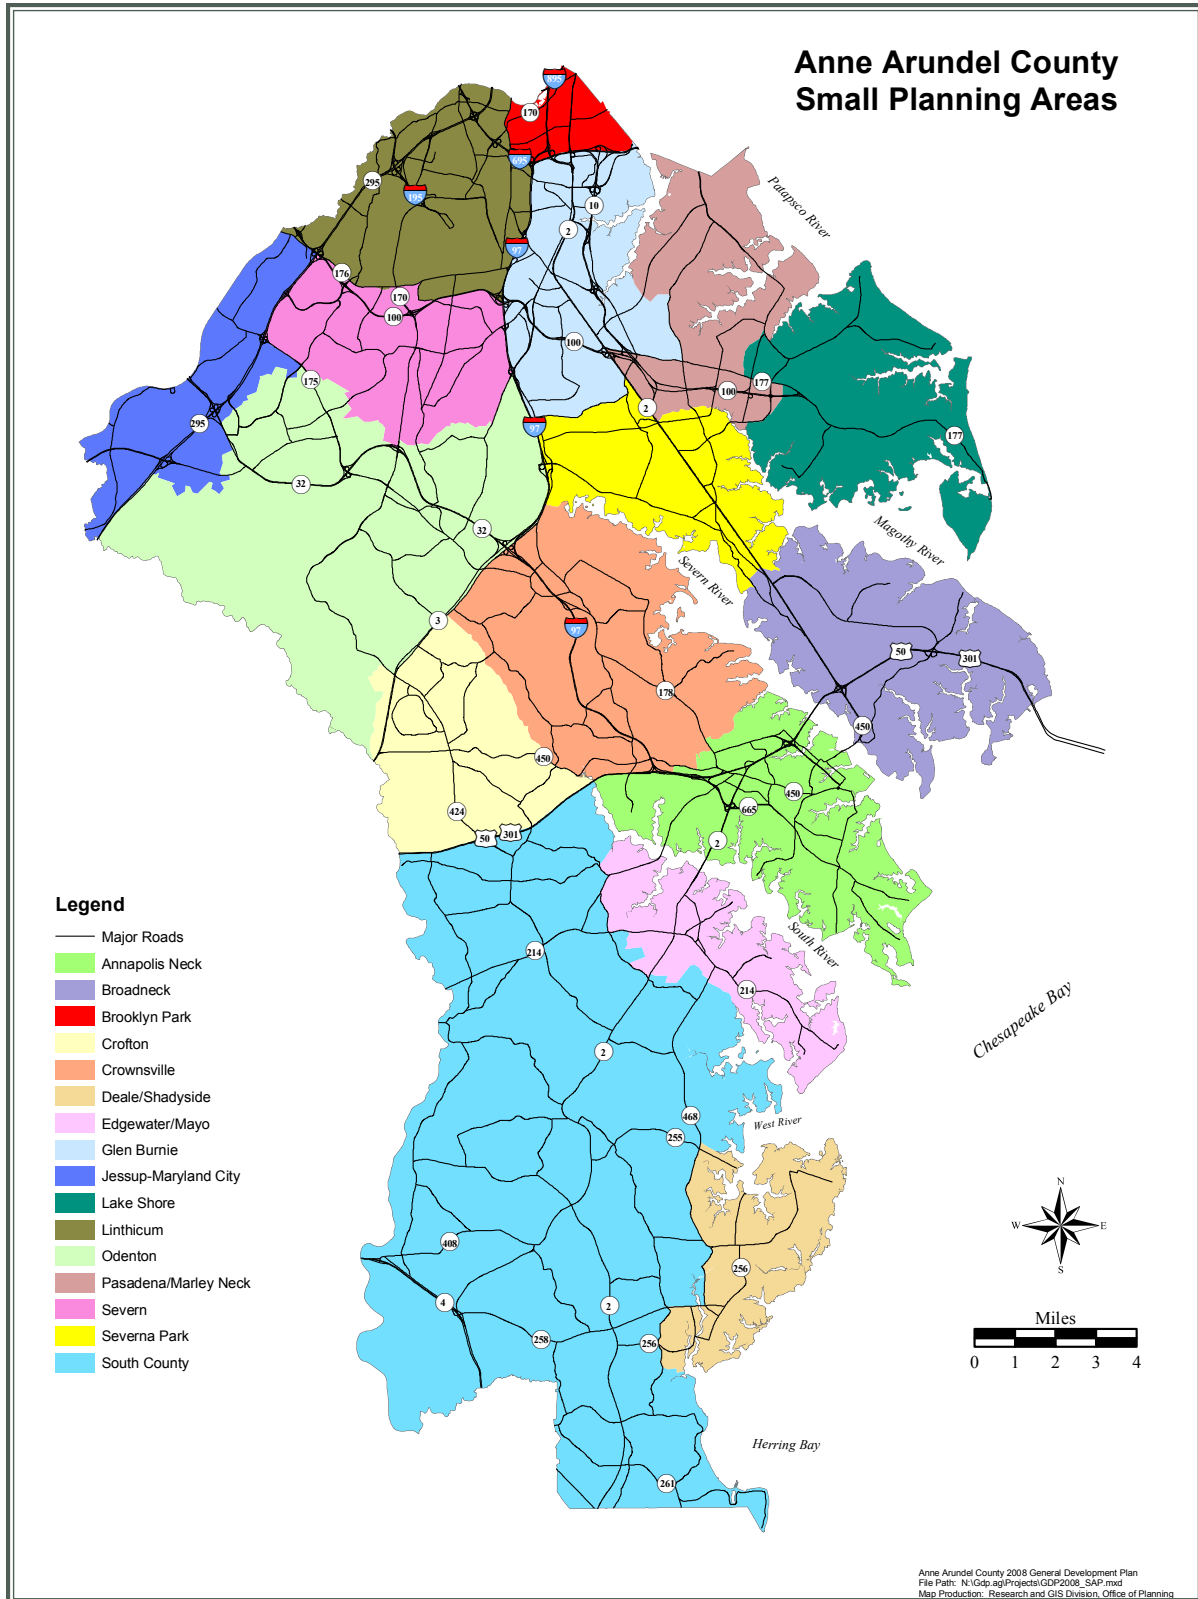 Anne Arundel County
Small Planning Areas
895
170
695
295
195
10
2
97
Patapsco River
176
170
100
100
175
177
100
2
295
97
177
32
32
Magothy River
Severn River
3
97
50
301
178
450
450
450
424
665
50
301
2
Legend
Major Roads
Annapolis Neck
Broadneck
Brooklyn Park
Crofton
Crownsville
Deale/Shadyside
Edgewater/Mayo
Glen Burnie
Jessup-Maryland City
Lake Shore
Linthicum
Odenton
Pasadena/Marley Neck
Severn
Severna Park
South County
214
South River
214
Chesapeake Bay
2
468
255
West River
408
256
4
2
258
256
N
W
E
S
Miles
0 1 2 3 4
Herring Bay
261
Anne Arundel County 2008 General Development Plan
File Path: N:\Gdp.ag\Projects\GDP2008_SAP.mxd
Map Production: Research and GIS Division, Office of Planning